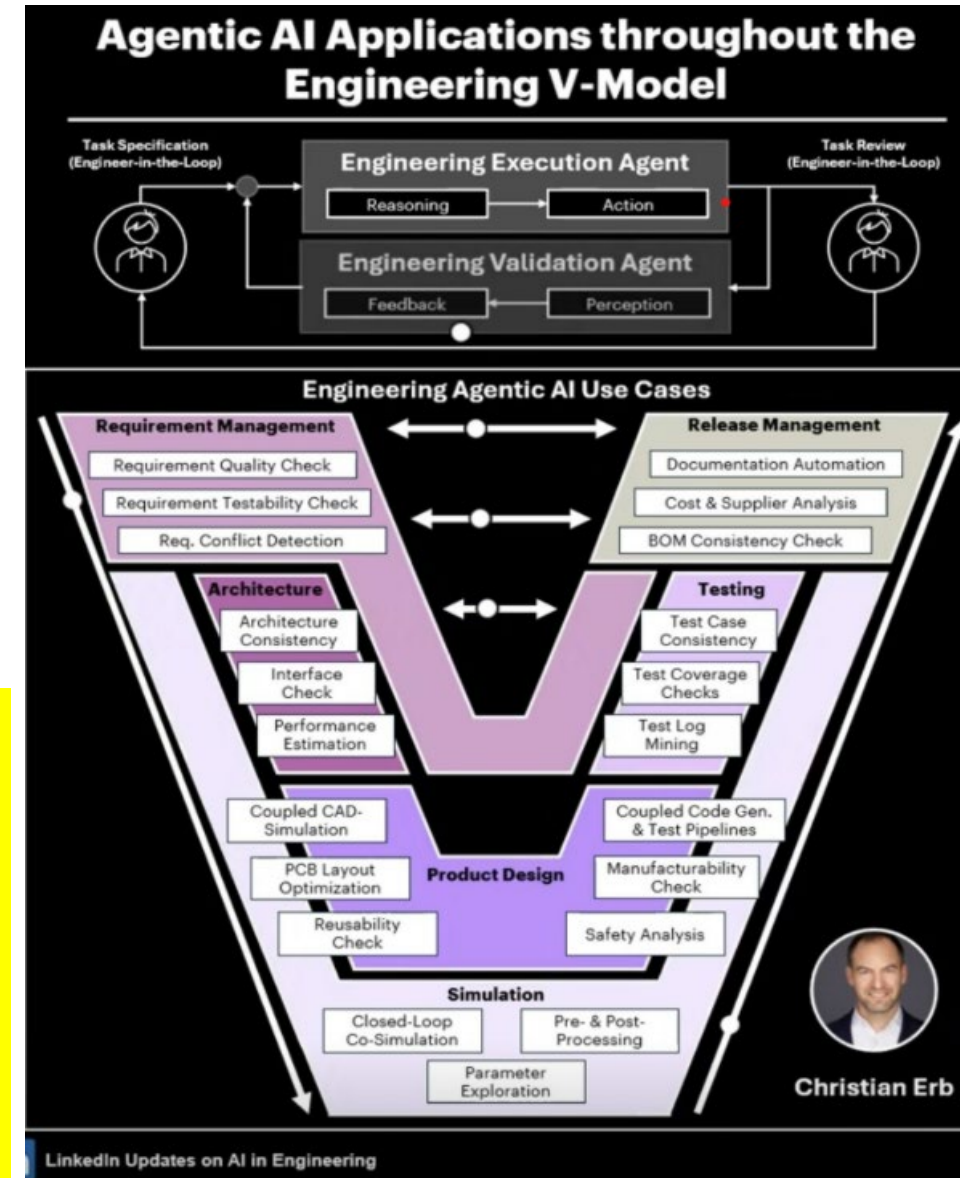 Agentic AI Applications throughout the
Engineering V-Model
Task Specification
(Engineer-in-the-Loop)
Engineering Execution Agent
Reasoning
Action
Task Review
(Engineer-in-the-Loop)
Engineering Validation Agent
Feedback
Perception
Engineering Agentic AI Use Cases
Requirement Management
Requirement Quality Check
Requirement Testability Check
Req. Conflict Detection
Release Management
Documentation Automation
Cost & Supplier Analysis
BOM Consistency Check
Architecture
Architecture
Consistency
Interface
Check
Performance
Estimation
Testing
Test Case
Consistency
Test Coverage
Checks
Test Log
Mining
Coupled CAD-
Simulation
PCB Layout
Optimization
Reusability
Check
Product Design
Coupled Code Gen.
& Test Pipelines
Manufacturability
Check
Safety Analysis
Simulation
Closed-Loop
Co-Simulation
Pre- & Post-
Processing
Parameter
Exploration
Christian Erb
LinkedIn Updates on AI in Engineering